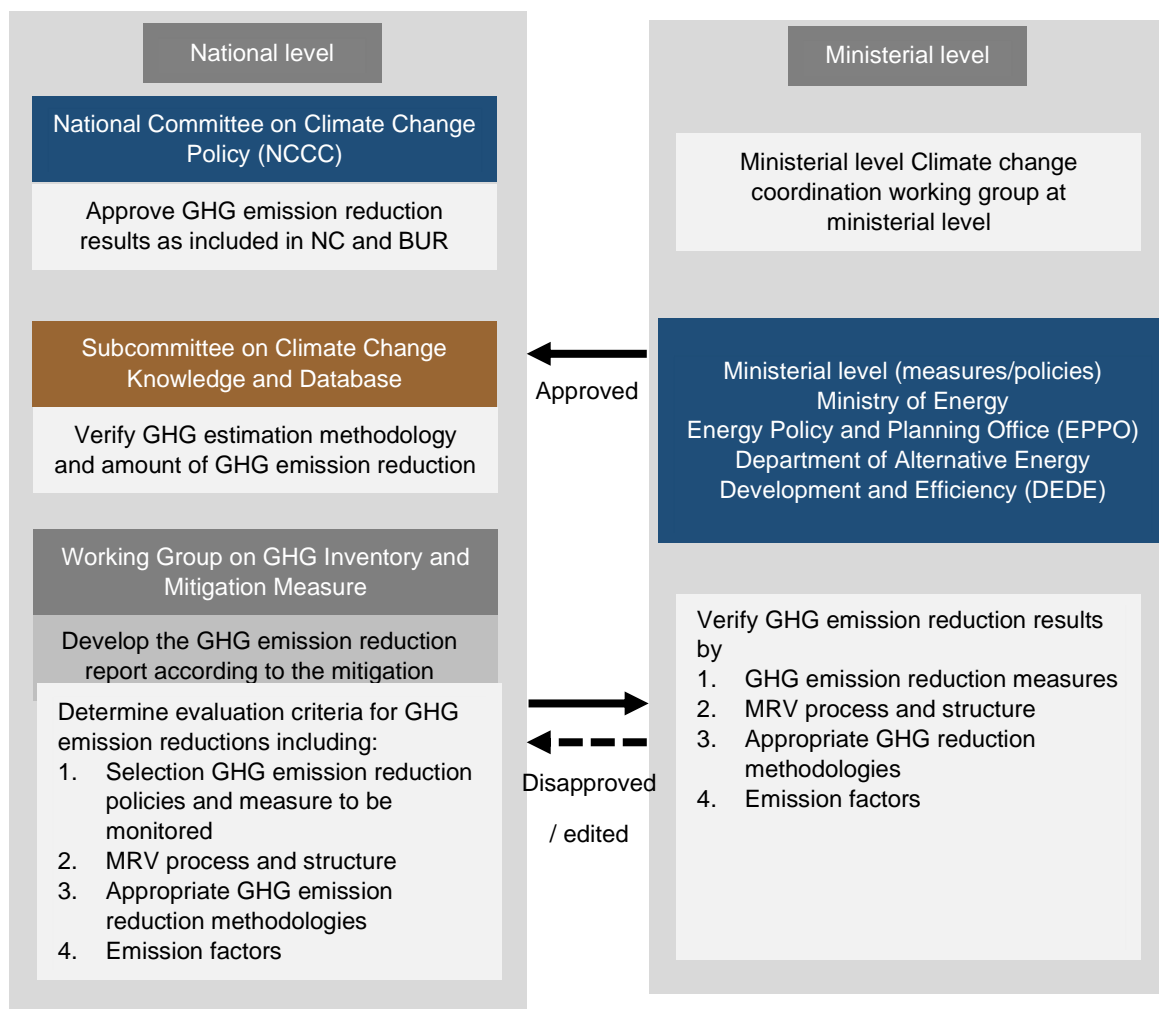 National level
National Committee on Climate Change
Policy (NCCC)
Approve GHG emission reduction
results as included in NC and BUR
Subcommittee on Climate Change
Knowledge and Database
Verify GHG estimation methodology
and amount of GHG emission reduction
Working Group on GHG Inventory and
Mitigation Measure
Develop the GHG emission reduction
report according to the mitigation
Determine evaluation criteria for GHG
emission reductions including:
1. Selection GHG emission reduction
policies and measure to be
monitored
2. MRV process and structure
3. Appropriate GHG emission
reduction methodologies
4. Emission factors
Approved
Disapproved
/ edited
Ministerial level
Ministerial level Climate change
coordination working group at
ministerial level
Ministerial level (measures/policies)
Ministry of Energy
Energy Policy and Planning Office (EPPO)
Department of Alternative Energy
Development and Efficiency (DEDE)
Verify GHG emission reduction results
by
1. GHG emission reduction measures
2. MRV process and structure
3. Appropriate GHG reduction
methodologies
4. Emission factors